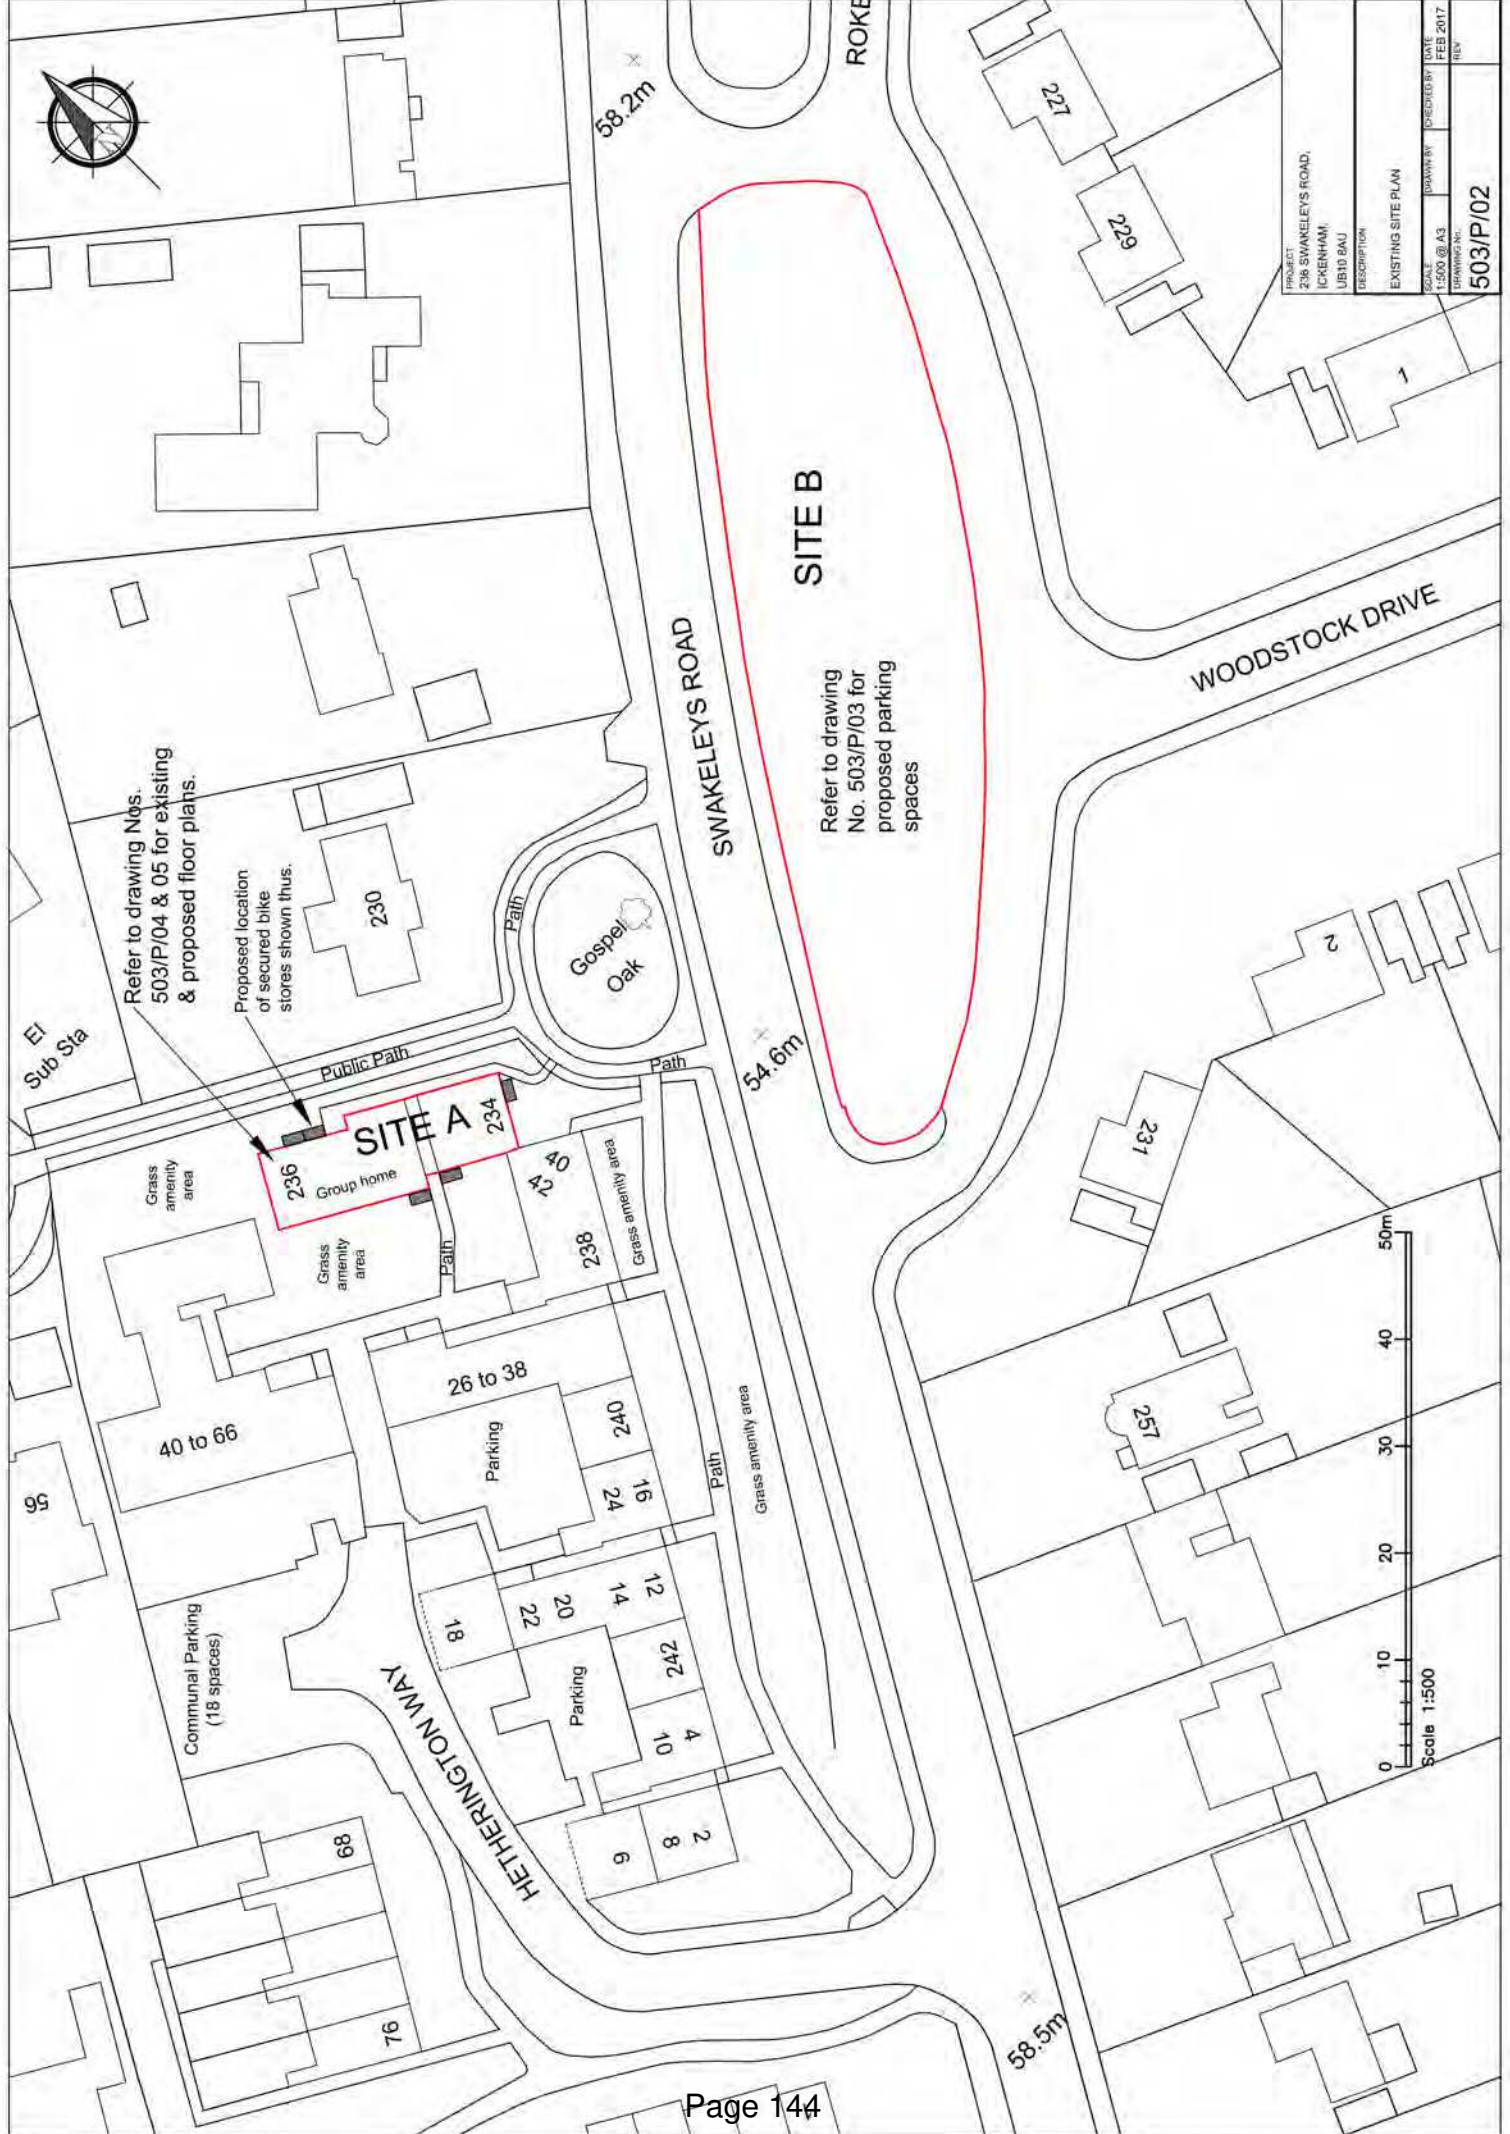 El
Sub Sta
Refer to drawing Nos.
503/P/04 & 05 for existing
& proposed floor plans.
Proposed location
of secured bike
stores shown thus.
230
Public Path
Path
Gospel
Oak
Path
SITE A
236
234
Group home
Grass
amenity
area
Grass
amenity
area
Path
40
42
238
Grass amenity area
26 to 38
40 to 66
Parking
240
16
24
56
Path
Grass amenity area
Communal Parking
(18 spaces)
18
22
20
14
12
242
Parking
4
10
HETHERINGTON WAY
6
8
2
68
76
58.2m
ROKE
SWAKELEYS ROAD
54.6m
58.5m
SITE B
Refer to drawing
No. 503/P/03 for
proposed parking
spaces
227
229
1
WOODSTOCK DRIVE
2
231
257
0
10
20
30
40
50m
Scale 1:500
PROJECT
236 SWAKELEYS ROAD,
ICKENHAM,
UB10 8AU
DESCRIPTION
EXISTING SITE PLAN
SCALE
1:500 @ A3
DRAWN BY
CHECKED BY
DATE
FEB 2017
DRAWING No.
503/P/02
REV
Page 144